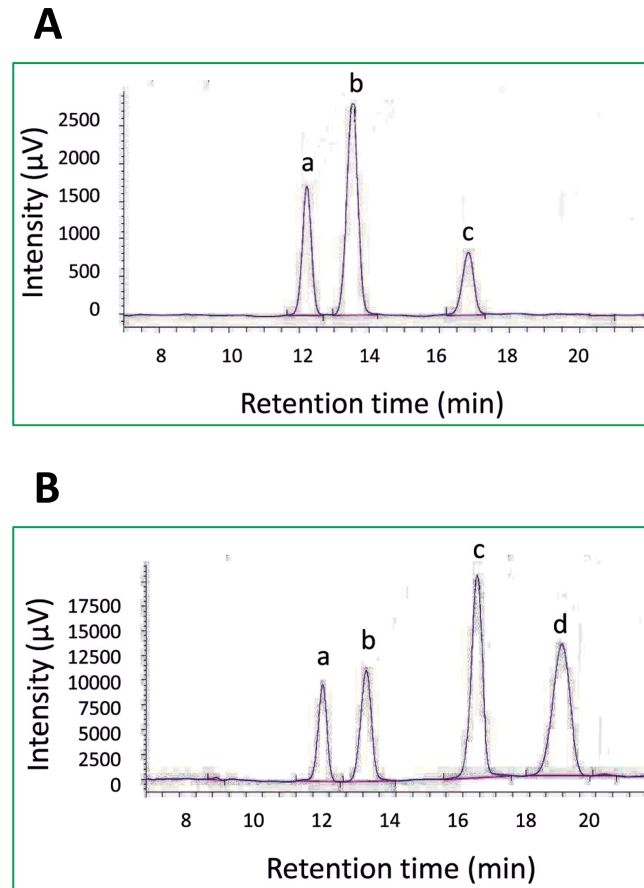 A
b
a
c
Intensity (µV)
2500
2000
1500
1000
500
0
8 10 12 14 16 18 20
Retention time (min)
B
c
d
b
a
Intensity (µV)
17500
15000
12500
10000
7500
5000
2500
0
8 10 12 14 16 18 20
Retention time (min)